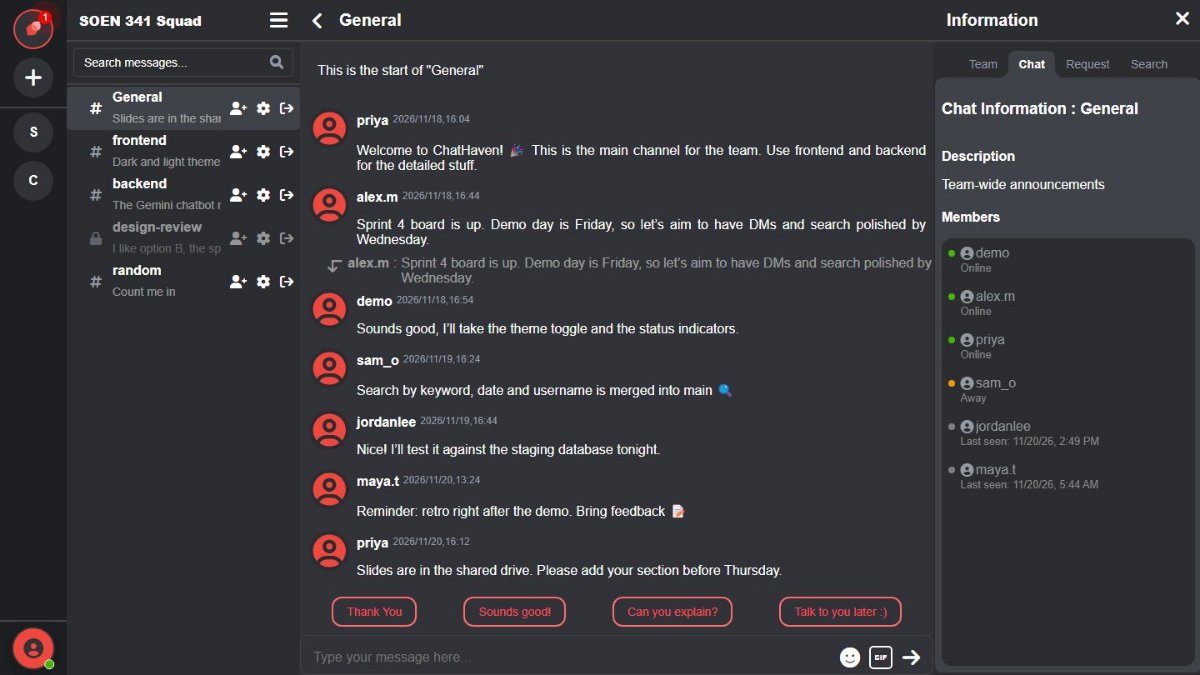 1
S
C
SOEN 341 Squad
Search messages...
General
Slides are in the shar
frontend
Dark and light theme
backend
The Gemini chatbot r
design-review
I like option B, the sp
random
Count me in
General
This is the start of "General"
priya 2026/11/18,16:04
Welcome to ChatHaven! 🎉 This is the main channel for the team. Use frontend and backend
for the detailed stuff.
alex.m 2026/11/18,16:44
Sprint 4 board is up. Demo day is Friday, so let's aim to have DMs and search polished by
Wednesday.
alex.m : Sprint 4 board is up. Demo day is Friday, so let's aim to have DMs and search polished by
Wednesday.
demo 2026/11/18,16:54
Sounds good, I'll take the theme toggle and the status indicators.
sam_o 2026/11/19,16:24
Search by keyword, date and username is merged into main 🔍
jordanlee 2026/11/19,16:44
Nice! I'll test it against the staging database tonight.
maya.t 2026/11/20,13:24
Reminder: retro right after the demo. Bring feedback 📝
priya 2026/11/20,16:12
Slides are in the shared drive. Please add your section before Thursday.
Thank You
Sounds good!
Can you explain?
Talk to you later :)
Type your message here...
GIF
Information
Team
Chat
Request
Search
Chat Information : General
Description
Team-wide announcements
Members
demo
Online
alex.m
Online
priya
Online
sam_o
Away
jordanlee
Last seen: 11/20/26, 2:49 PM
maya.t
Last seen: 11/20/26, 5:44 AM